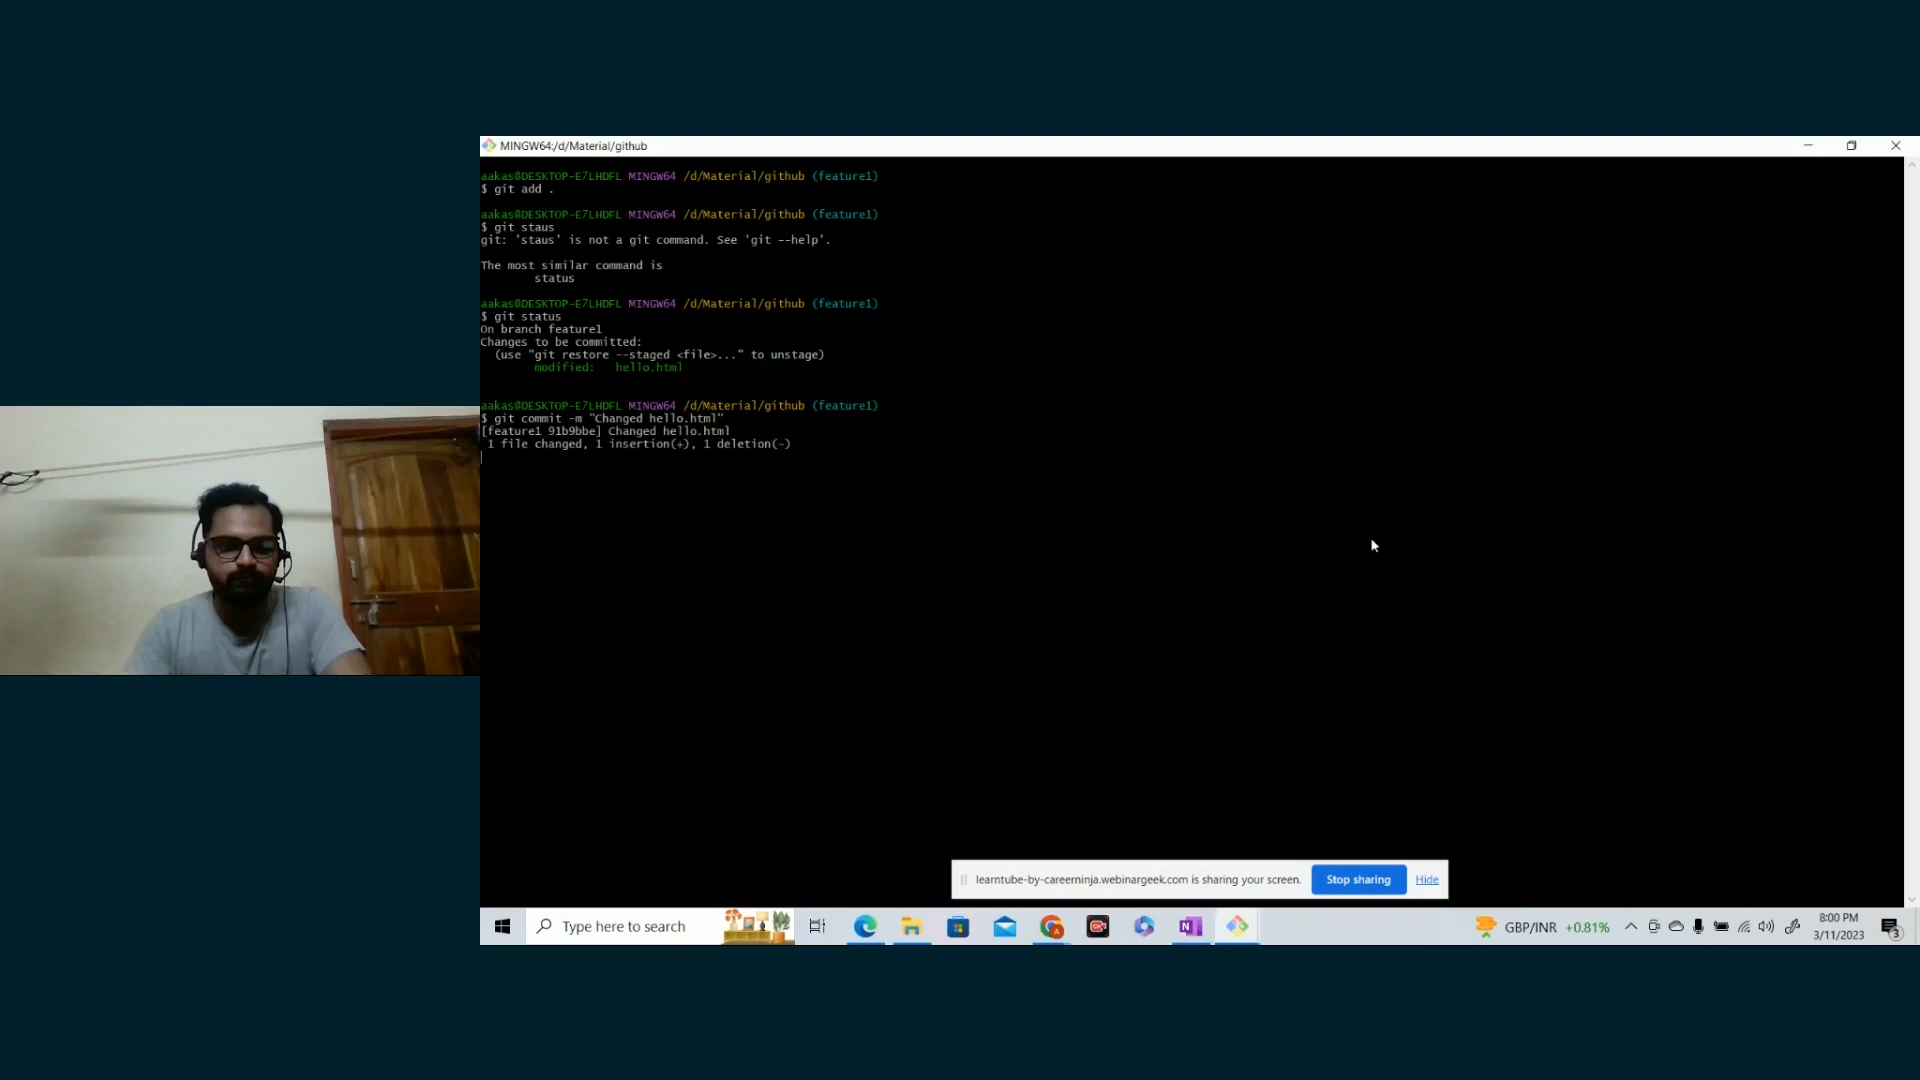 MINGW64:/d/Material/github
aakas@DESKTOP-E7LHDFL MINGW64 /d/Material/github (feature1)
$ git add .
aakas@DESKTOP-E7LHDFL MINGW64 /d/Material/github (feature1)
$ git staus
git: 'staus' is not a git command. See 'git --help'.
The most similar command is
status
aakas@DESKTOP-E7LHDFL MINGW64 /d/Material/github (feature1)
$ git status
On branch feature1
Changes to be committed:
(use "git restore --staged <file>..." to unstage)
modified: hello.html
aakas@DESKTOP-E7LHDFL MINGW64 /d/Material/github (feature1)
$ git commit -m "Changed hello.html"
[feature1 91b9bbe] Changed hello.html
1 file changed, 1 insertion(+), 1 deletion(-)
learntube-by-careerninja.webinargeek.com is sharing your screen. Stop sharing Hide
Type here to search
GBP/INR +0.81%
8:00 PM
3/11/2023
3